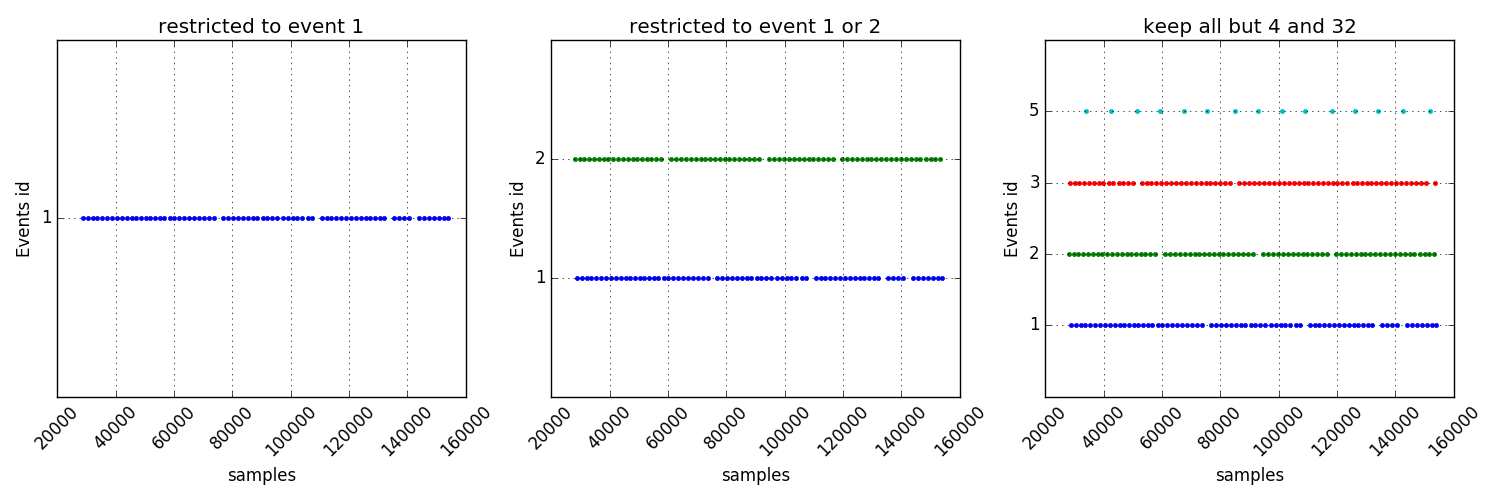 restricted to event 1
Events id
1
20000 40000 60000 80000 100000 120000 140000 160000
samples
restricted to event 1 or 2
Events id
2
1
20000 40000 60000 80000 100000 120000 140000 160000
samples
keep all but 4 and 32
Events id
5
3
2
1
20000 40000 60000 80000 100000 120000 140000 160000
samples